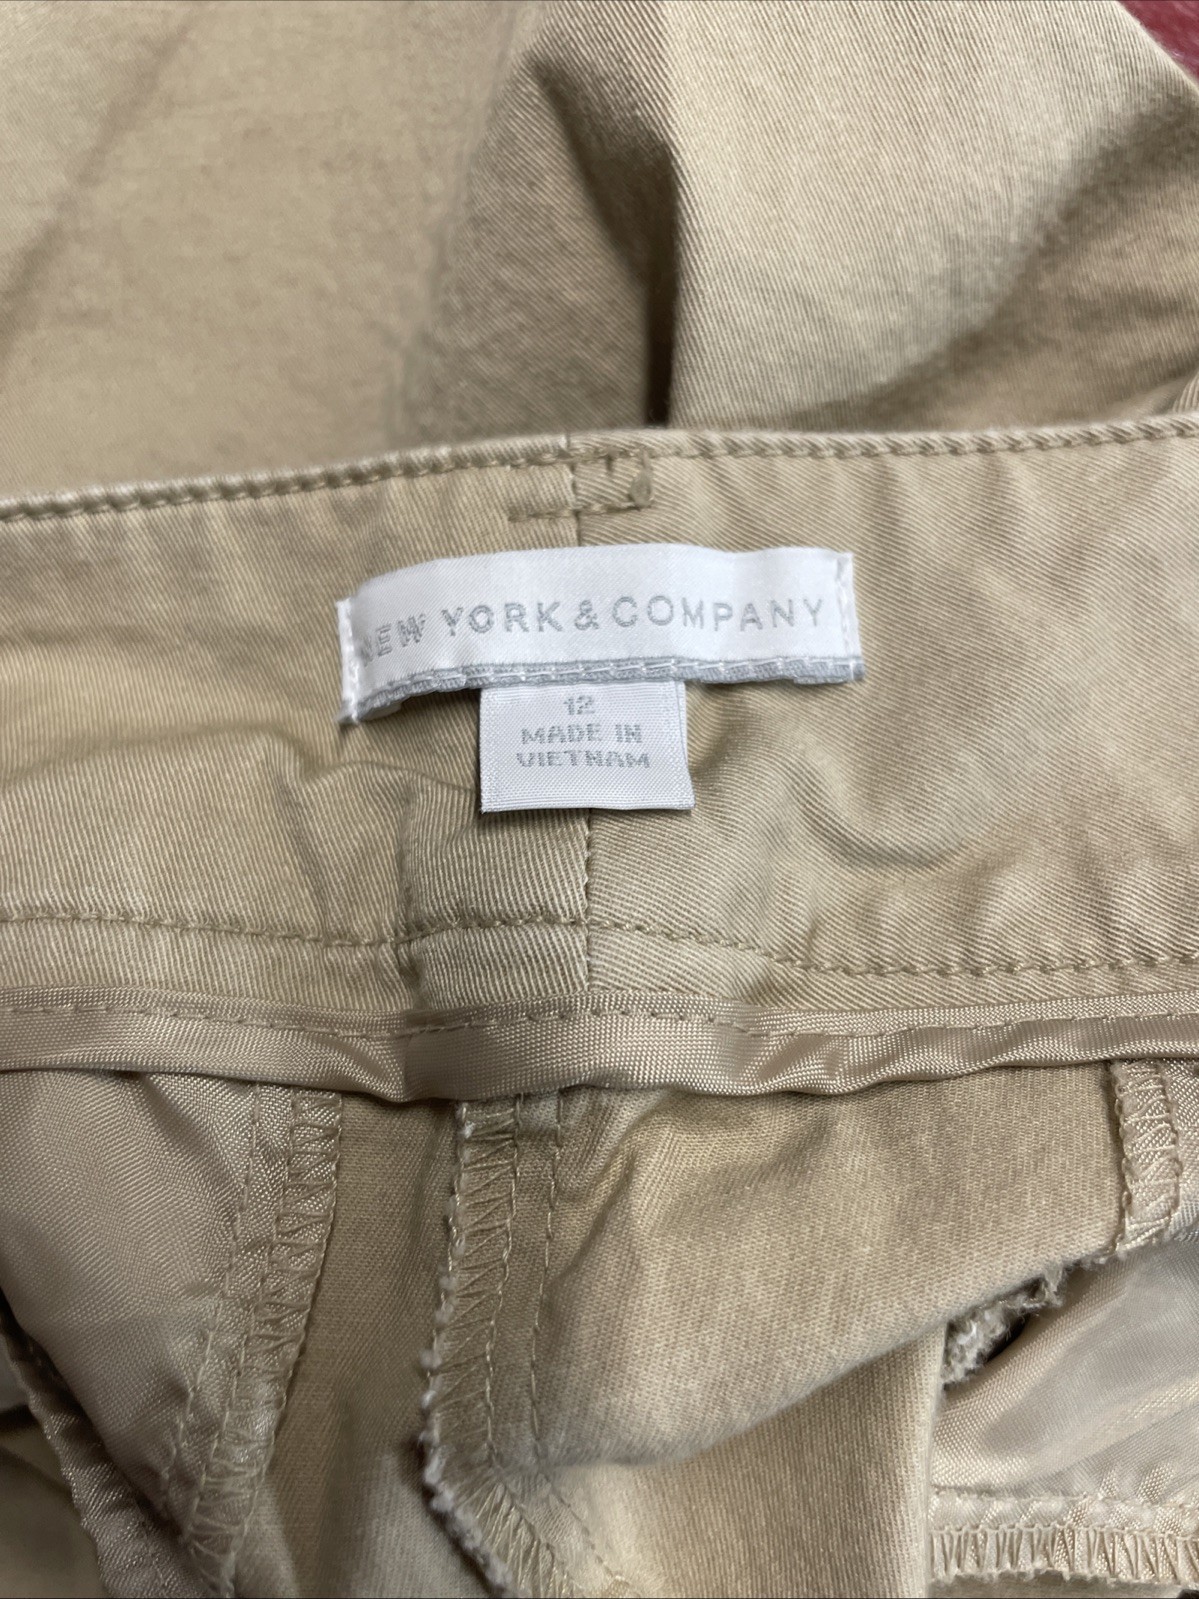 NEW YORK & COMPANY
12
MADE IN
VIETNAM